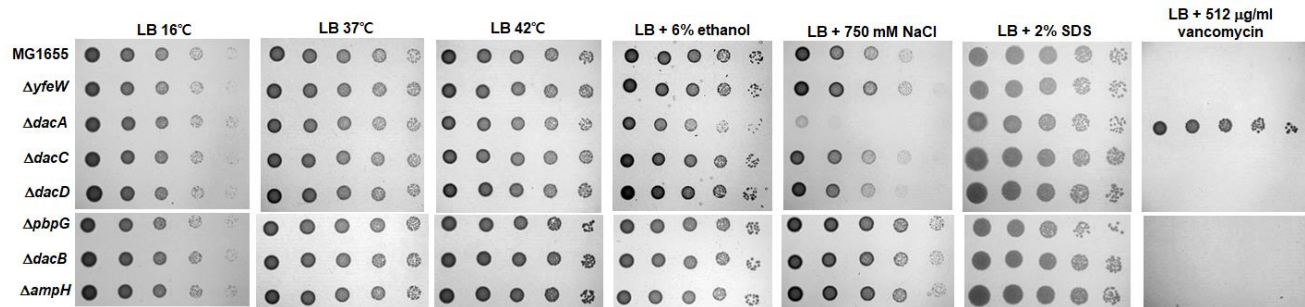 LB 16℃ LB 37℃ LB 42℃ LB + 6% ethanol LB + 750 mM NaCl LB + 2% SDS LB + 512 µg/ml
vancomycin
MG1655
ΔyfeW
ΔdacA
ΔdacC
ΔdacD
ΔpbpG
ΔdacB
ΔampH